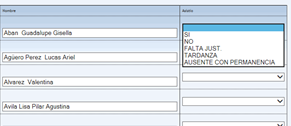 Nombre Asistio
Aban Guadalupe Gisella
SI
NO
Agüero Perez Lucas Ariel
FALTA JUST.
TARDANZA
AUSENTE CON PERMANENCIA
Alvarez Valentina
Avila Lisa Pilar Agustina